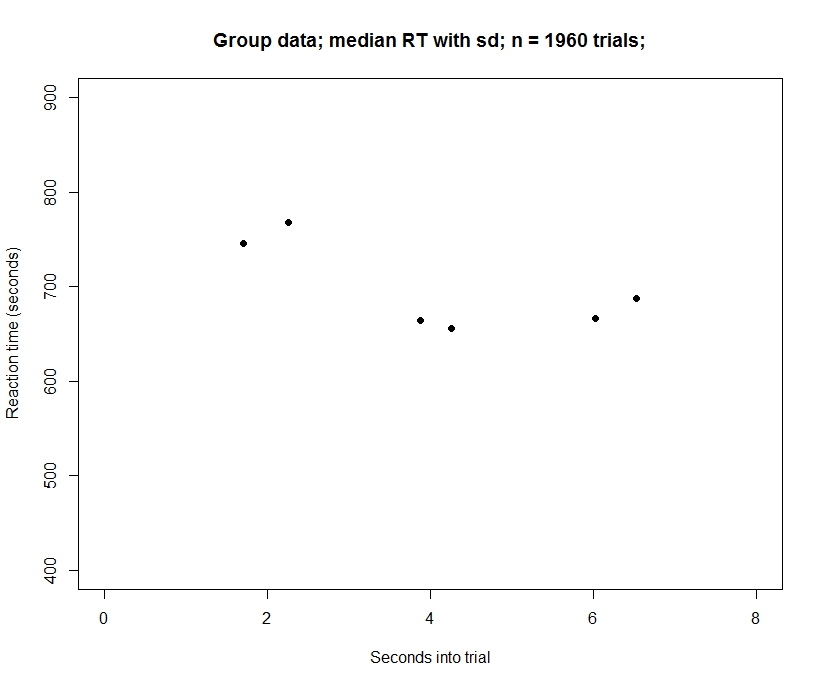 Group data; median RT with sd; n = 1960 trials;
Reaction time (seconds)
900
800
700
600
500
400
0 2 4 6 8
Seconds into trial